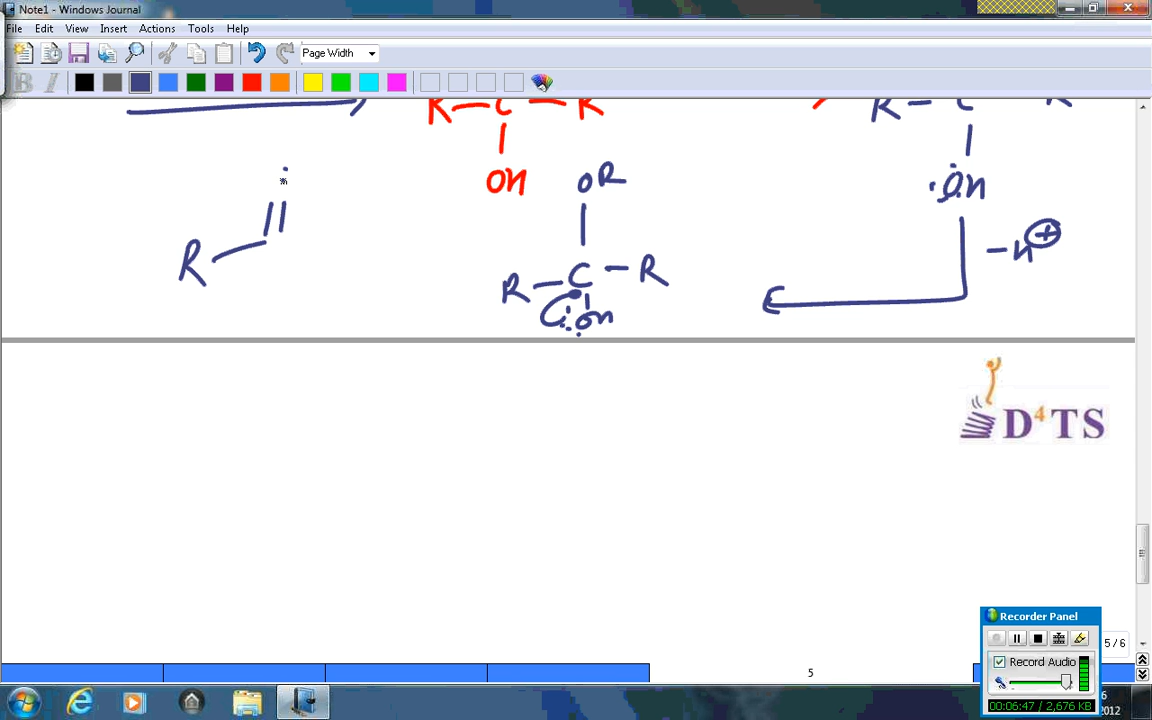 Note1 - Windows Journal
File Edit View Insert Actions Tools Help
Page Width
B I
R—C—R
OH
R—C R
:ÖH
-H⊕
OR
R—C—R
:OH
R
D4TS
Recorder Panel
Record Audio
00:06:47 / 2,676 KB
5 / 6
5
2012